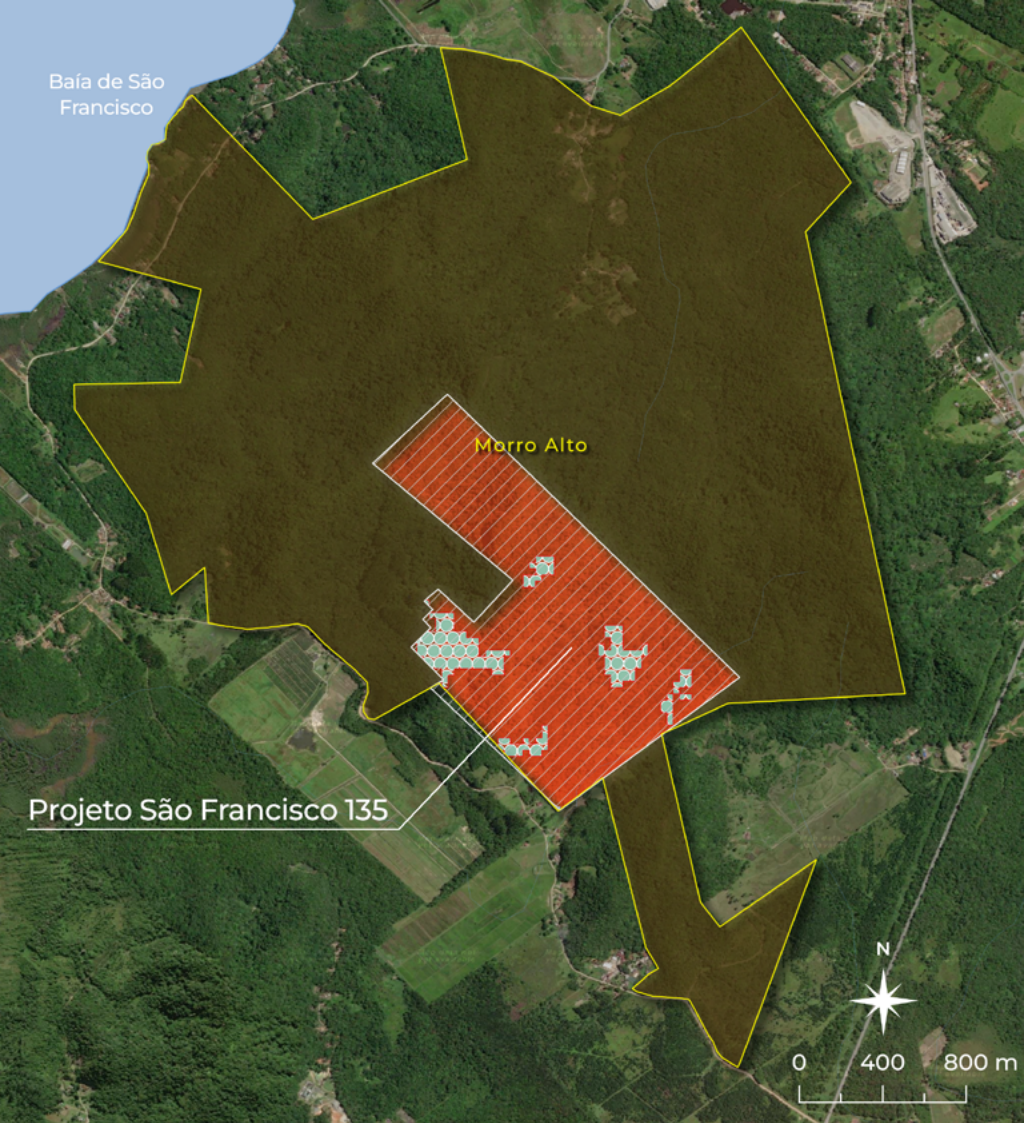 Baía de São
Francisco
Morro Alto
Projeto São Francisco 135
N
0 400 800 m